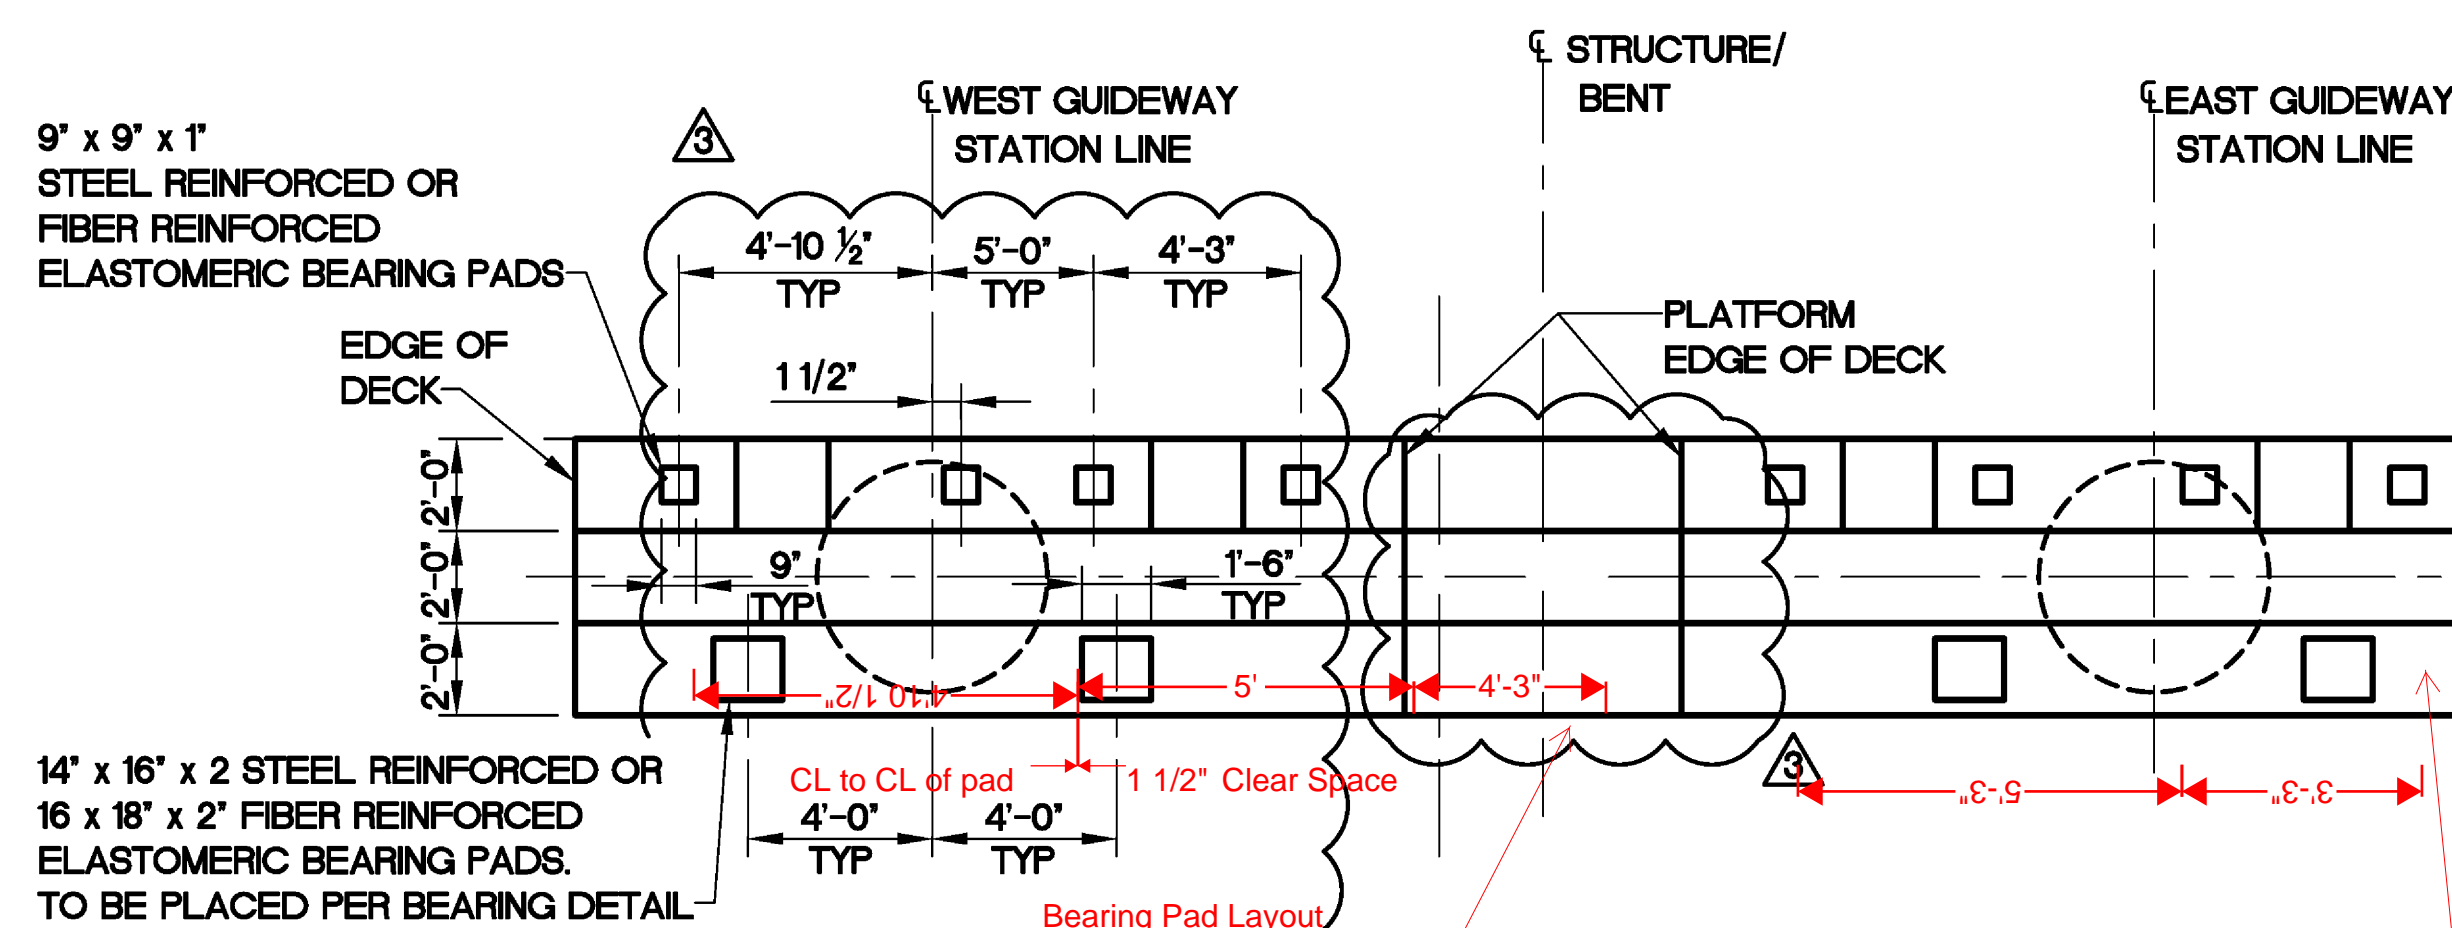 ℄ STRUCTURE/
BENT
℄ WEST GUIDEWAY
STATION LINE
℄ EAST GUIDEWAY
STATION LINE
3
9" x 9" x 1"
STEEL REINFORCED OR
FIBER REINFORCED
ELASTOMERIC BEARING PADS
4'-10 ½"
TYP
5'-0"
TYP
4'-3"
TYP
EDGE OF
DECK
1 1/2"
PLATFORM
EDGE OF DECK
2'-0"
2'-0"
2'-0"
9"
TYP
1'-6"
TYP
4'10 1/2"
5'
4'-3"
14" x 16" x 2 STEEL REINFORCED OR
16 x 18" x 2" FIBER REINFORCED
ELASTOMERIC BEARING PADS.
TO BE PLACED PER BEARING DETAIL
CL to CL of pad
1 1/2" Clear Space
3
5'-3"
3'-3"
4'-0"
TYP
4'-0"
TYP
Bearing Pad Layout